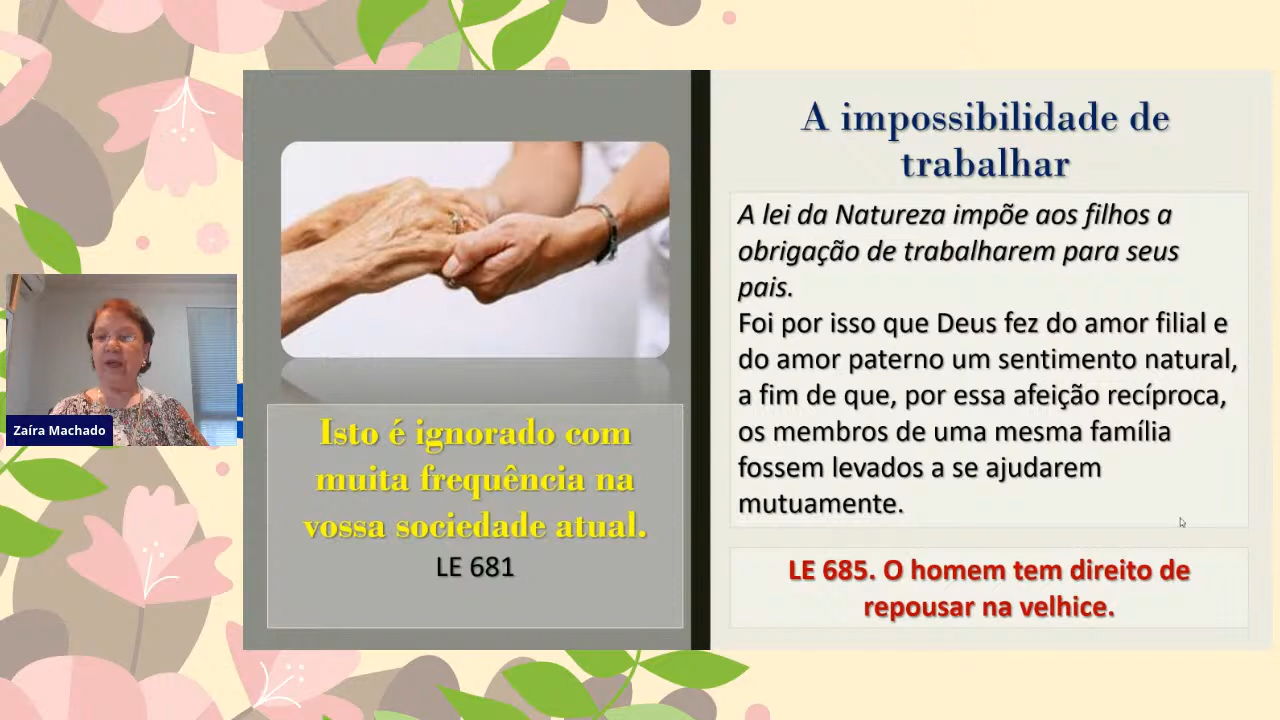 Zaíra Machado
Isto é ignorado com
muita frequência na
vossa sociedade atual.
LE 681
A impossibilidade de
trabalhar
A lei da Natureza impõe aos filhos a
obrigação de trabalharem para seus
pais.
Foi por isso que Deus fez do amor filial e
do amor paterno um sentimento natural,
a fim de que, por essa afeição recíproca,
os membros de uma mesma família
fossem levados a se ajudarem
mutuamente.
LE 685. O homem tem direito de
repousar na velhice.